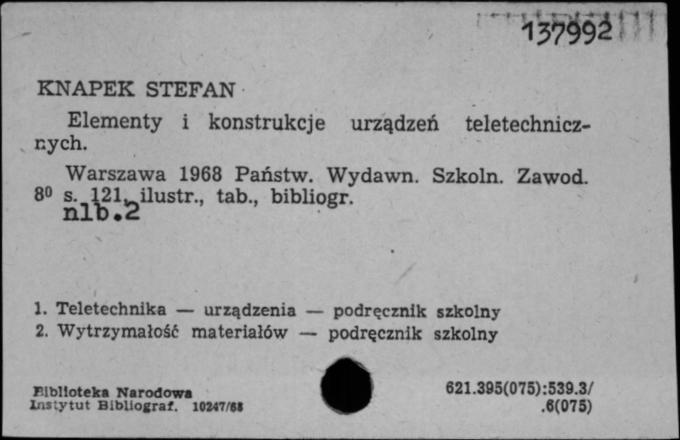 137992
KNAPEK STEFAN
Elementy i konstrukcje urządzeń teletechnicz-
nych.
Warszawa 1968 Państw. Wydawn. Szkoln. Zawod.
8⁰ s. 121, ilustr., tab., bibliogr.
nlb.2
1. Teletechnika — urządzenia — podręcznik szkolny
2. Wytrzymałość materiałów — podręcznik szkolny
Biblioteka Narodowa
Instytut Bibliograf. 10247/68
621.395(075):539.3/
.6(075)